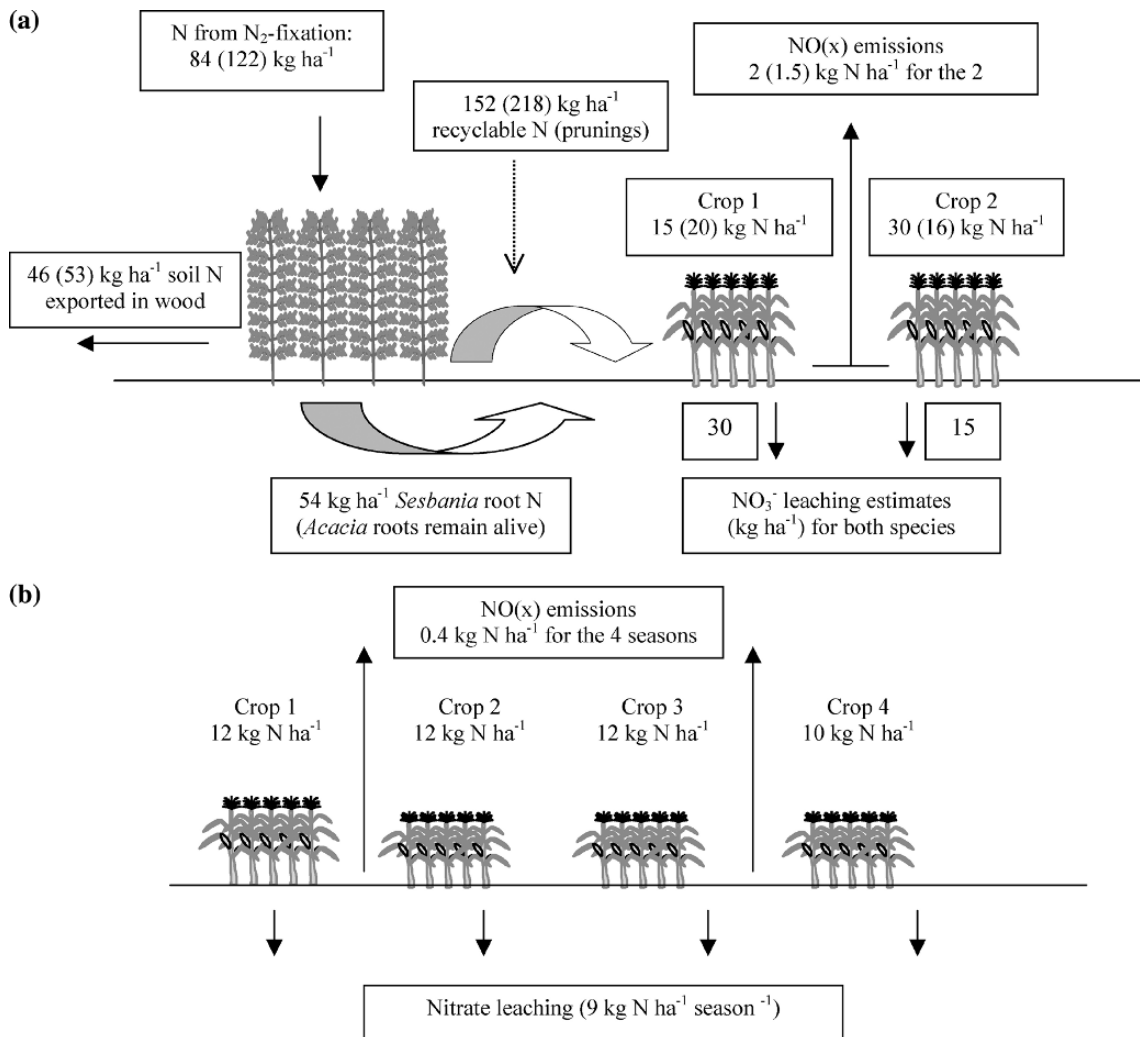 (a)
N from N₂-fixation:
84 (122) kg ha⁻¹
NO(x) emissions
2 (1.5) kg N ha⁻¹ for the 2
152 (218) kg ha⁻¹
recyclable N (prunings)
Crop 1
15 (20) kg N ha⁻¹
Crop 2
30 (16) kg N ha⁻¹
46 (53) kg ha⁻¹ soil N
exported in wood
30
15
54 kg ha⁻¹ Sesbania root N
(Acacia roots remain alive)
NO₃⁻ leaching estimates
(kg ha⁻¹) for both species
(b)
NO(x) emissions
0.4 kg N ha⁻¹ for the 4 seasons
Crop 1
12 kg N ha⁻¹
Crop 2
12 kg N ha⁻¹
Crop 3
12 kg N ha⁻¹
Crop 4
10 kg N ha⁻¹
Nitrate leaching (9 kg N ha⁻¹ season ⁻¹)